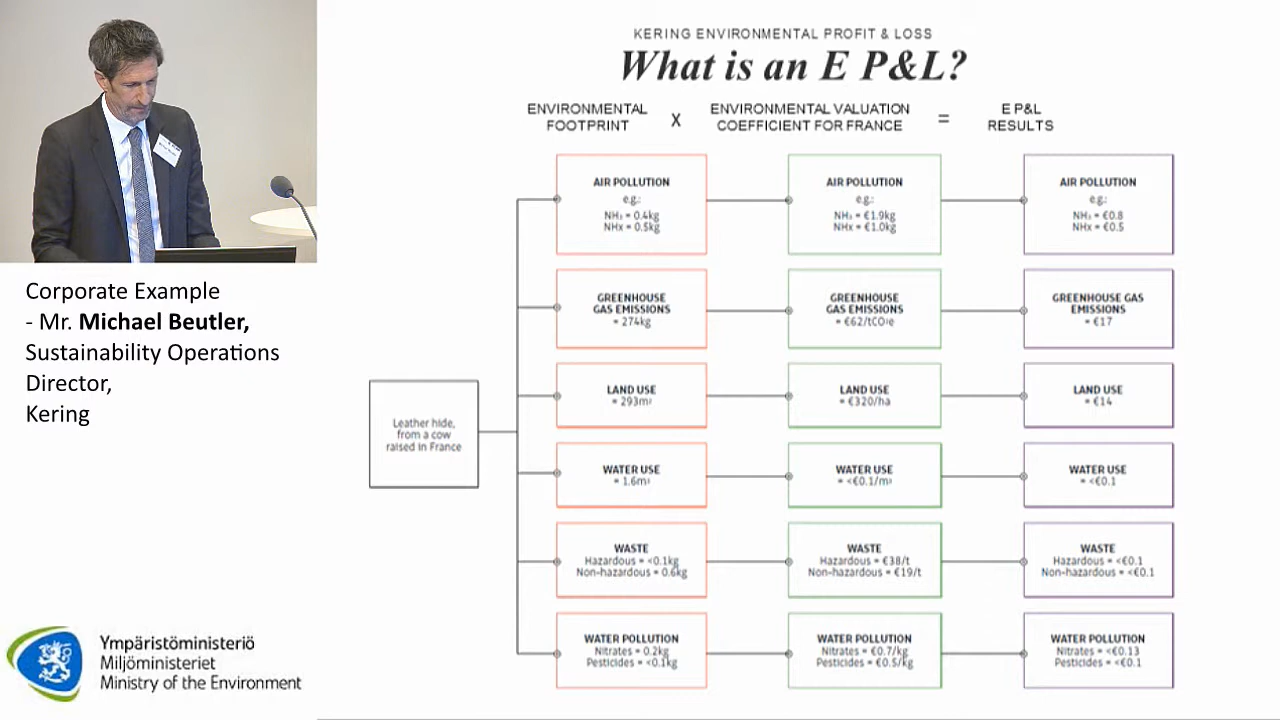 KERING ENVIRONMENTAL PROFIT & LOSS
What is an E P&L?
ENVIRONMENTAL
FOOTPRINT
X
ENVIRONMENTAL VALUATION
COEFFICIENT FOR FRANCE
=
E P&L
RESULTS
Leather hide,
from a cow
raised in France
AIR POLLUTION
e.g.:
NH₃ = 0.4kg
NHx = 0.5kg
AIR POLLUTION
e.g.:
NH₃ = €1.9kg
NHx = €1.0kg
AIR POLLUTION
e.g.:
NH₃ = €0.8
NHx = €0.5
GREENHOUSE
GAS EMISSIONS
= 274kg
GREENHOUSE
GAS EMISSIONS
= €62/tCO₂e
GREENHOUSE GAS
EMISSIONS
= €17
LAND USE
= 293m²
LAND USE
= €320/ha
LAND USE
= €14
WATER USE
= 1.6m³
WATER USE
= <€0.1/m³
WATER USE
= <€0.1
WASTE
Hazardous = <0.1kg
Non-hazardous = 0.6kg
WASTE
Hazardous = €38/t
Non-hazardous = €19/t
WASTE
Hazardous = <€0.1
Non-hazardous = <€0.1
WATER POLLUTION
Nitrates = 0.2kg
Pesticides = <0.1kg
WATER POLLUTION
Nitrates = €0.7/kg
Pesticides = €0.5/kg
WATER POLLUTION
Nitrates = <€0.13
Pesticides = <€0.1
Corporate Example
- Mr. Michael Beutler,
Sustainability Operations
Director,
Kering
Ympäristöministeriö
Miljöministeriet
Ministry of the Environment